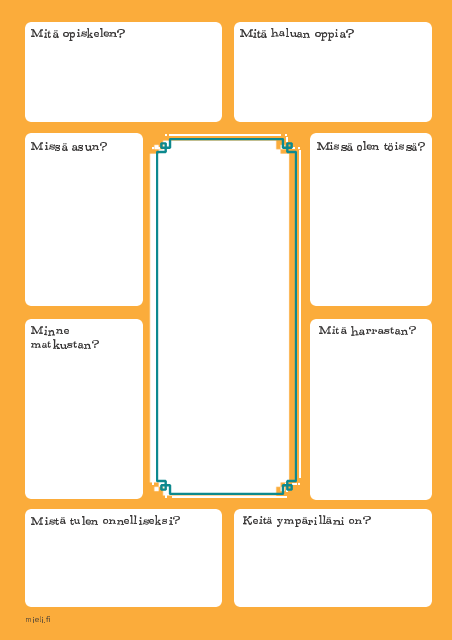 Mitä opiskelen?
Mitä haluan oppia?
Missä asun?
Missä olen töissä?
Minne
matkustan?
Mitä harrastan?
Mistä tulen onnelliseksi?
Keitä ympärilläni on?
mieli.fi